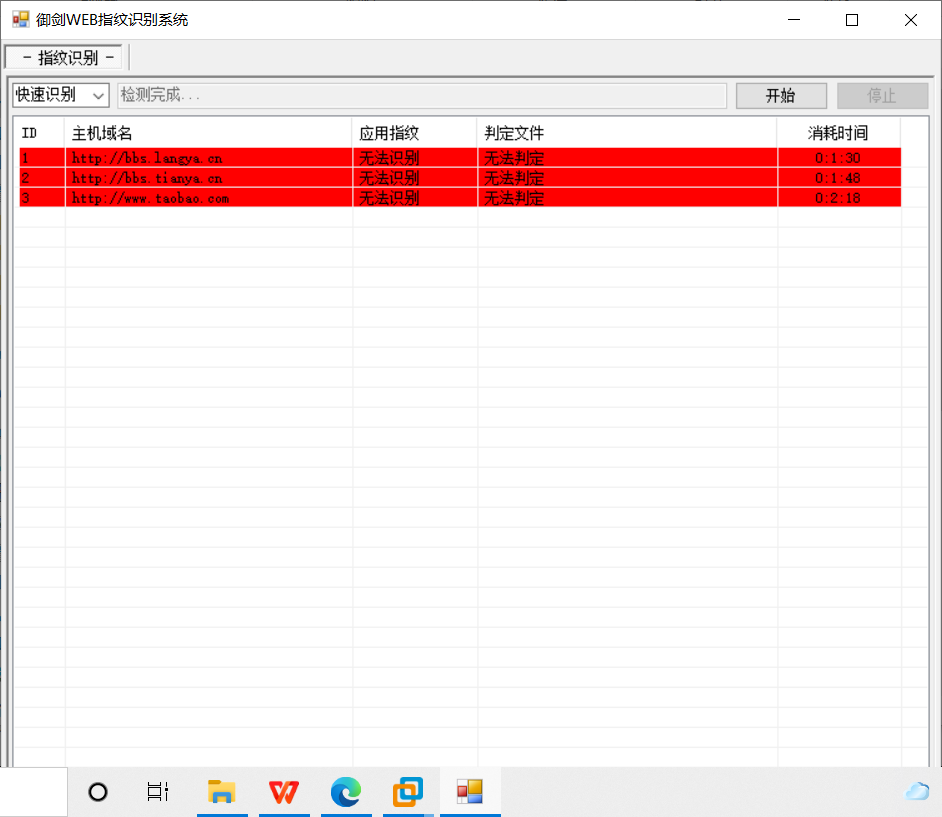 御剑WEB指纹识别系统
- 指纹识别 -
快速识别 检测完成... 开始 停止
ID 主机域名 应用指纹 判定文件 消耗时间
1 http://bbs.langya.cn 无法识别 无法判定 0:1:30
2 http://bbs.tianya.cn 无法识别 无法判定 0:1:48
3 http://www.taobao.com 无法识别 无法判定 0:2:18